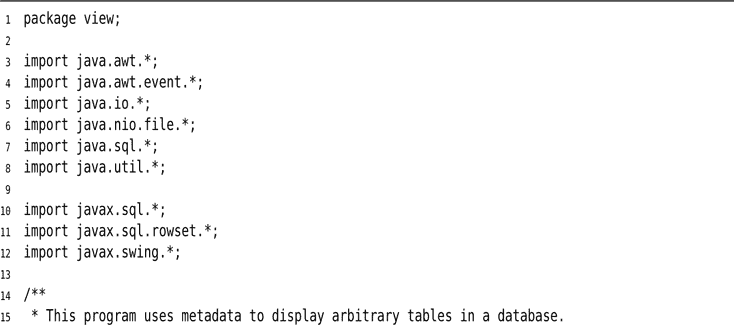 1 package view;
2
3 import java.awt.*;
4 import java.awt.event.*;
5 import java.io.*;
6 import java.nio.file.*;
7 import java.sql.*;
8 import java.util.*;
9
10 import javax.sql.*;
11 import javax.sql.rowset.*;
12 import javax.swing.*;
13
14 /**
15  * This program uses metadata to display arbitrary tables in a database.